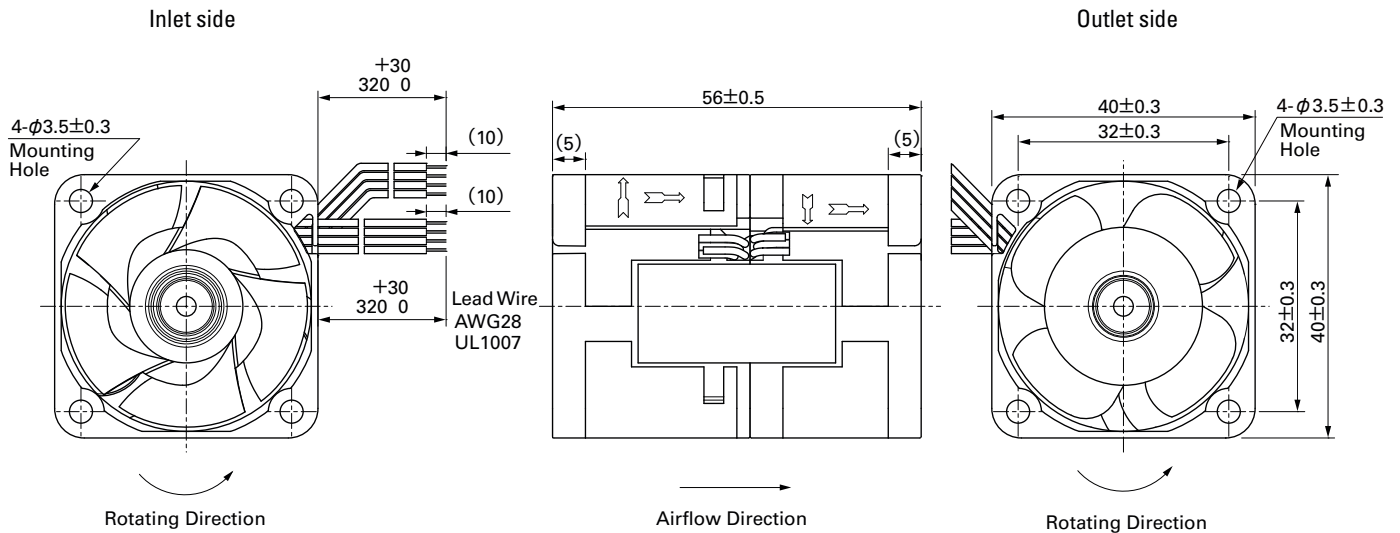 Inlet side
+30
320 0
4-φ3.5±0.3
Mounting
Hole
(10)
(10)
+30
320 0
Lead Wire
AWG28
UL1007
Rotating Direction
56±0.5
(5)
(5)
Airflow Direction
Outlet side
40±0.3
32±0.3
4-φ3.5±0.3
Mounting
Hole
32±0.3
40±0.3
Rotating Direction